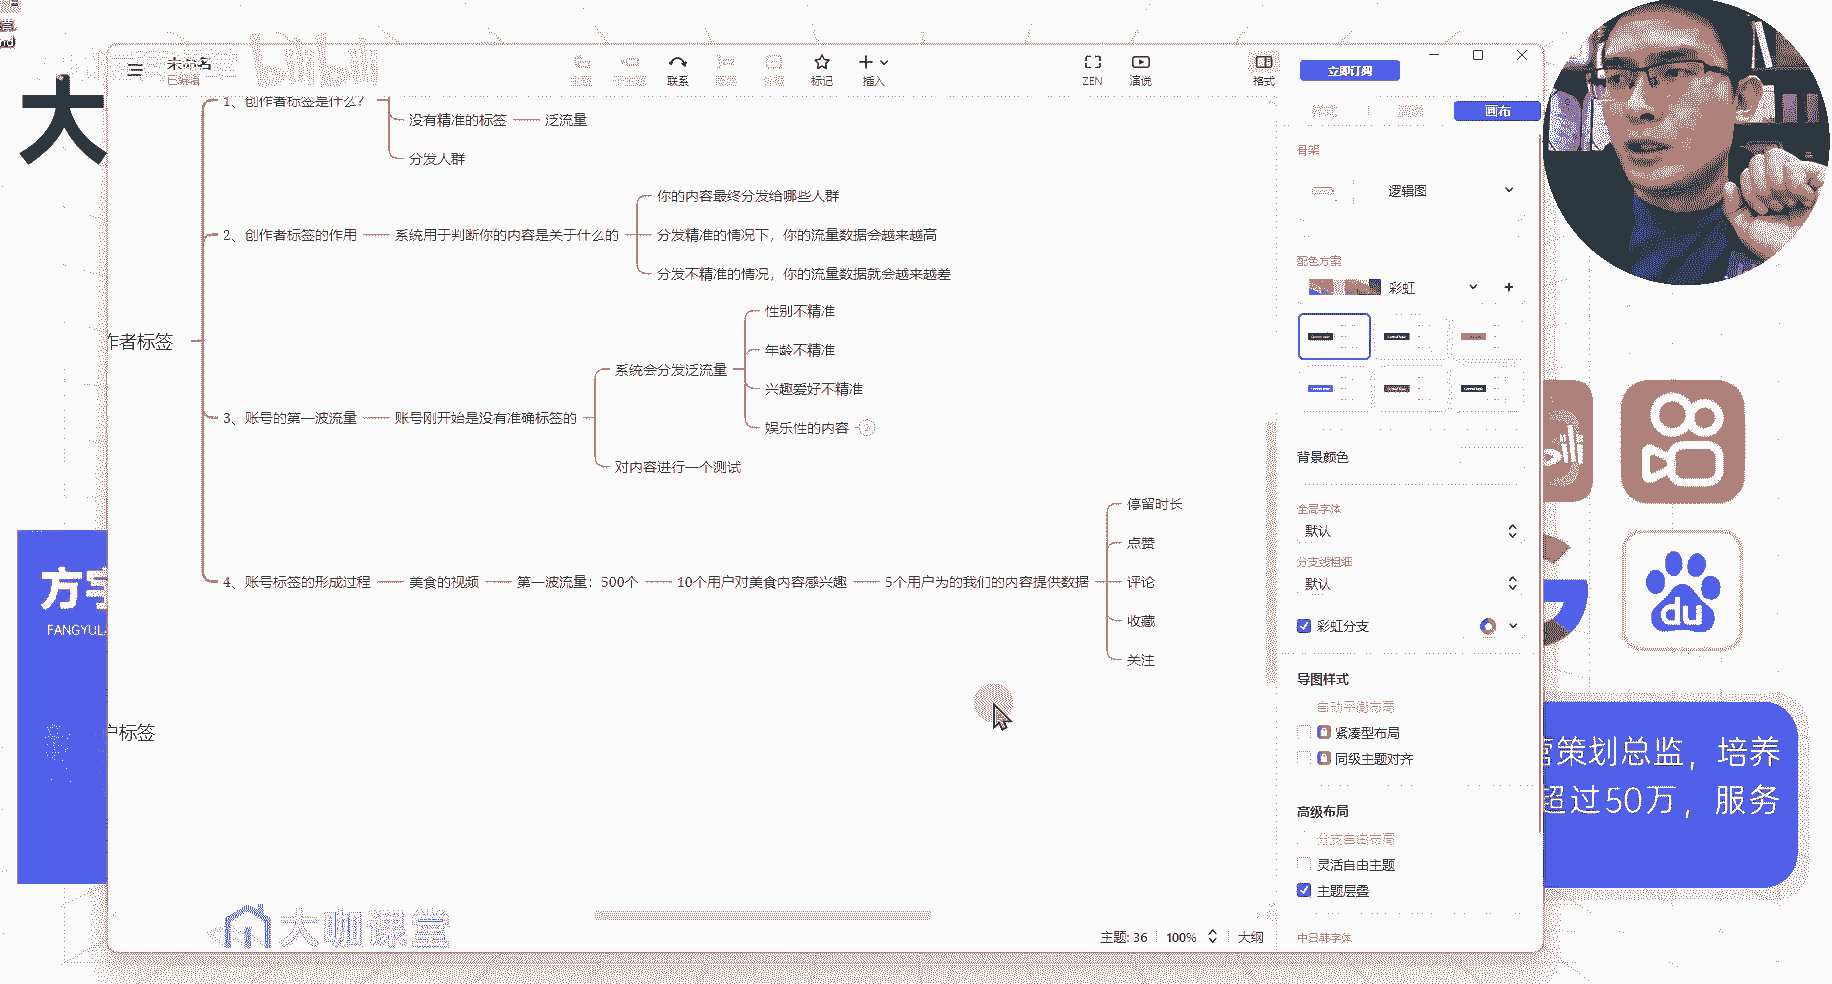 大
bilibili
未命名
已编辑
主题
子主题
联系
概要
外框
标记
插入
ZEN
演说
格式
立即订阅
样式
画布
1、创作者标签是什么?
没有精准的标签
泛流量
分发人群
2、创作者标签的作用
系统用于判断你的内容是关于什么的
你的内容最终分发给哪些人群
分发精准的情况下，你的流量数据会越来越高
分发不精准的情况，你的流量数据就会越来越差
作者标签
3、账号的第一波流量
账号刚开始是没有准确标签的
系统会分发泛流量
性别不精准
年龄不精准
兴趣爱好不精准
娱乐性的内容
对内容进行一个测试
4、账号标签的形成过程
美食的视频
第一波流量：500个
10个用户对美食内容感兴趣
5个用户为的我们的内容提供数据
停留时长
点赞
评论
收藏
关注
户标签
骨架
逻辑图
配色方案
彩虹
背景颜色
全局字体
默认
分支线粗细
默认
彩虹分支
导图样式
自动平衡布局
紧凑型布局
同级主题对齐
高级布局
分支自由布局
灵活自由主题
主题层叠
中日韩字体
主题: 36
100%
大纲
大咖课堂
方宇
FANGYULA
du
营策划总监，培养
超过50万，服务